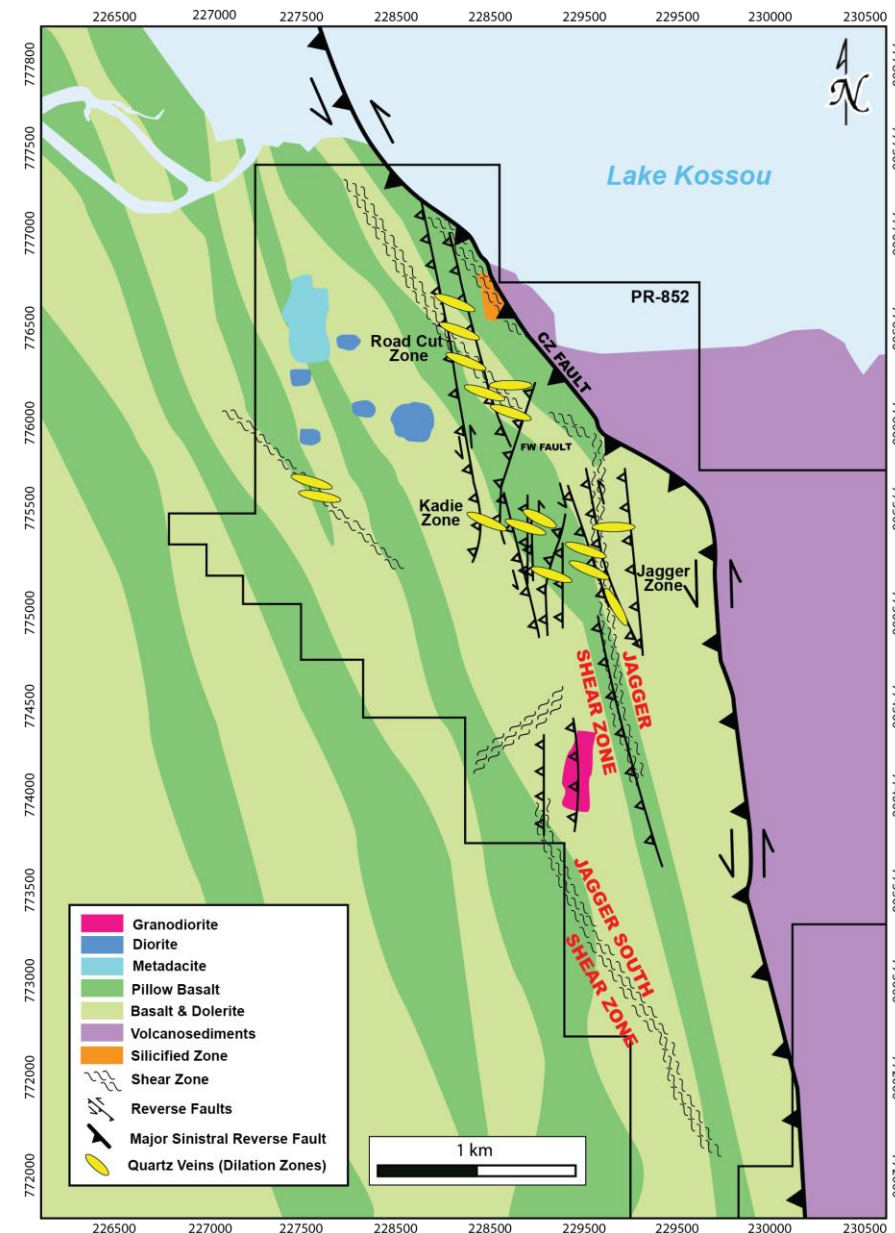 226500 227000 227500 228500 228500 229500 229500 230000 230500
777800
777500
777000
776500
776000
775500
775000
774500
774000
773500
773000
772000
772000
N
Lake Kossou
PR-852
CZ FAULT
Road Cut
Zone
FW FAULT
Kadie
Zone
Jagger
Zone
JAGGER
SHEAR ZONE
JAGGER SOUTH
SHEAR ZONE
Granodiorite
Diorite
Metadacite
Pillow Basalt
Basalt & Dolerite
Volcanosediments
Silicified Zone
Shear Zone
Reverse Faults
Major Sinistral Reverse Fault
Quartz Veins (Dilation Zones)
1 km
226500 227000 227500 228500 228500 229500 229500 230000 230500